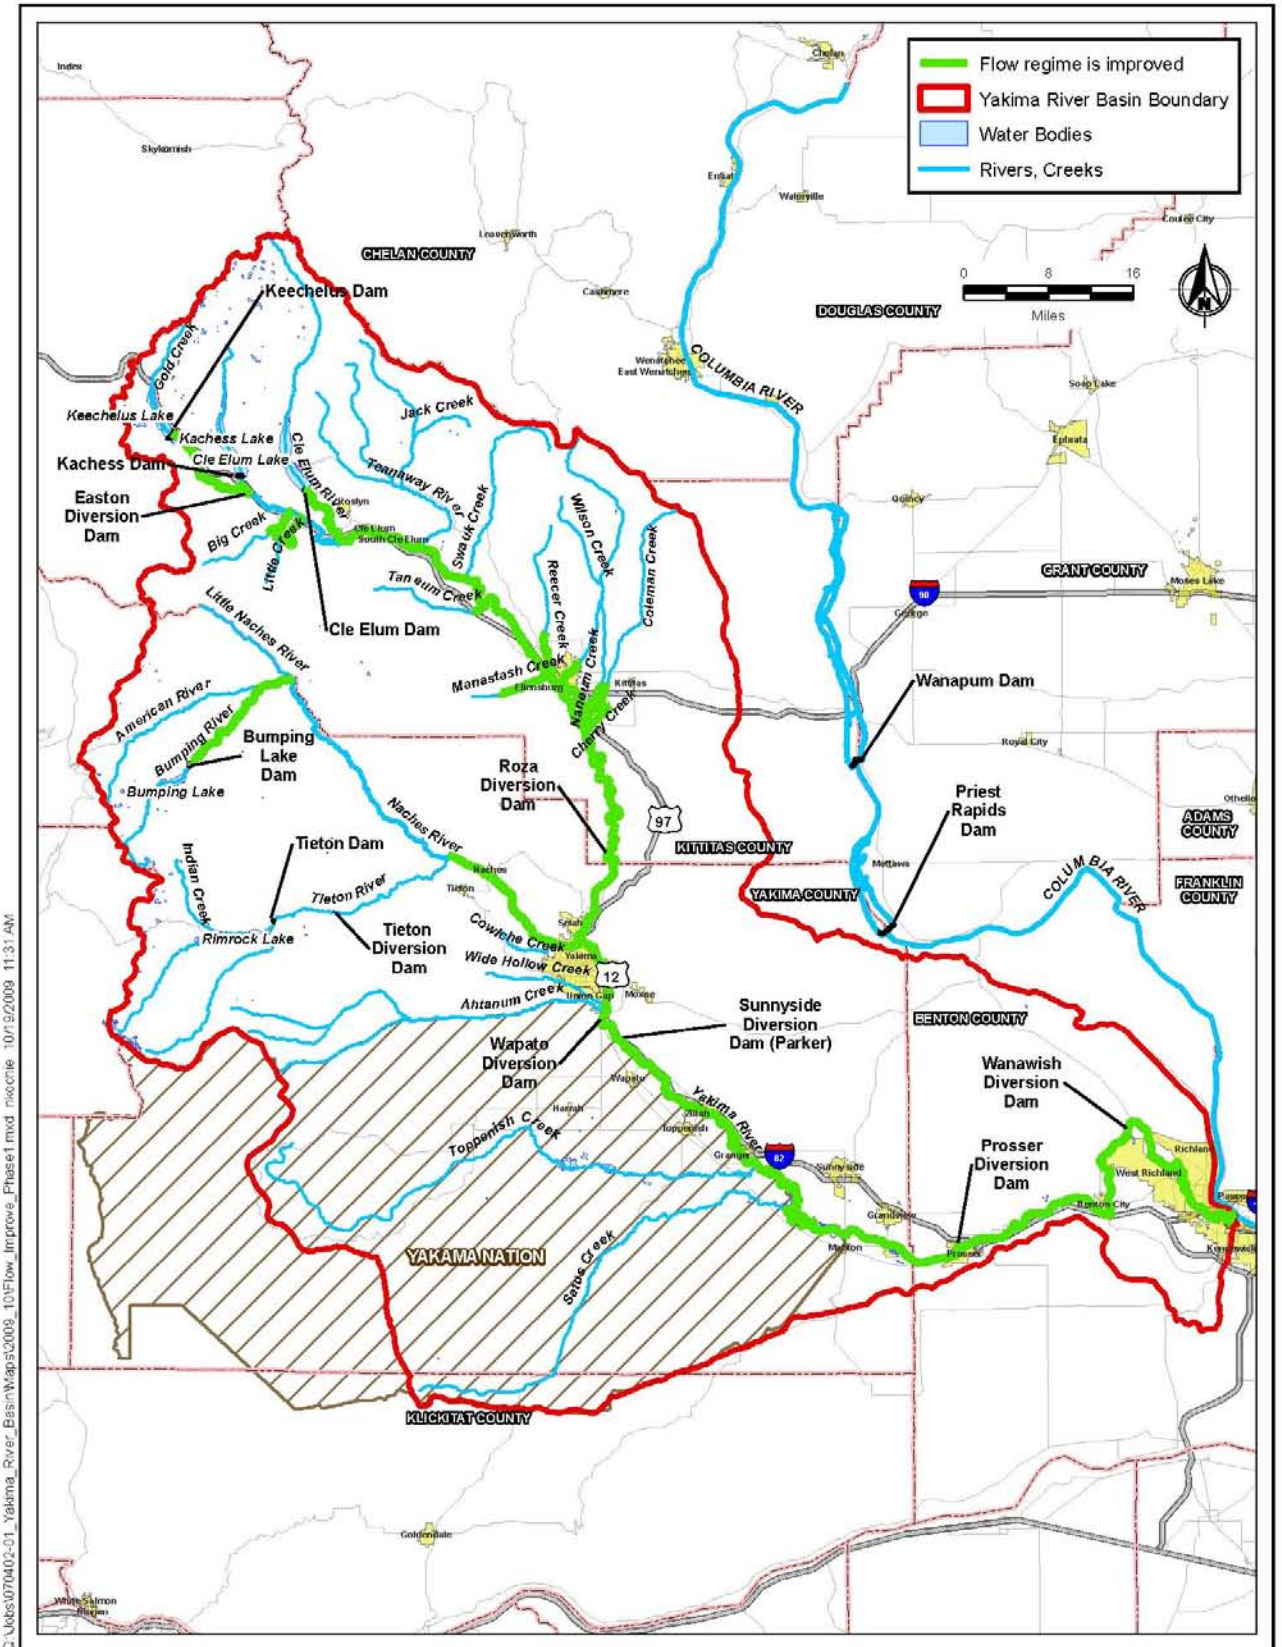 Flow regime is improved
Yakima River Basin Boundary
Water Bodies
Rivers, Creeks
0 8 16
Miles
N
Index
Skykomish
Chelan
Entiat
Waterville
Coulee City
Leavenworth
CHELAN COUNTY
Cashmere
DOUGLAS COUNTY
Keechelus Dam
Wenatchee
East Wenatchee
COLUMBIA RIVER
Soap Lake
Ephrata
Gold Creek
Jack Creek
Keechelus Lake
Kachess Lake
Cle Elum Lake
Cle Elum River
Kachess Dam
Teanaway River
Easton
Diversion
Dam
Roslyn
Quincy
Big Creek
Little Creek
Cle Elum
South Cle Elum
Swauk Creek
Wilson Creek
Coleman Creek
Reecer Creek
Taneum Creek
GRANT COUNTY
Moses Lake
90
George
Little Naches River
Cle Elum Dam
Manastash Creek
Ellensburg
Naneum Creek
Kittitas
Cherry Creek
Wanapum Dam
American River
Bumping River
Bumping
Lake
Dam
Bumping Lake
Royal City
Roza
Diversion
Dam
Priest
Rapids
Dam
Othello
ADAMS
COUNTY
97
Naches River
KITTITAS COUNTY
Tieton Dam
Indian Creek
Naches
Tieton
Mattawa
YAKIMA COUNTY
COLUMBIA RIVER
FRANKLIN
COUNTY
Tieton River
Rimrock Lake
Tieton
Diversion
Dam
Selah
Cowiche Creek
Yakima
Wide Hollow Creek
12
Ahtanum Creek
Union Gap
Moxee
Sunnyside
Diversion
Dam (Parker)
BENTON COUNTY
Wapato
Diversion
Dam
Wanawish
Diversion
Dam
Wapato
Harrah
Yakima River
Zillah
Toppenish
Toppenish Creek
Granger
82
Sunnyside
Prosser
Diversion
Dam
Richland
West Richland
Benton City
Grandview
Mabton
Prosser
YAKAMA NATION
Satus Creek
KLICKITAT COUNTY
Goldendale
White Salmon
Bingen